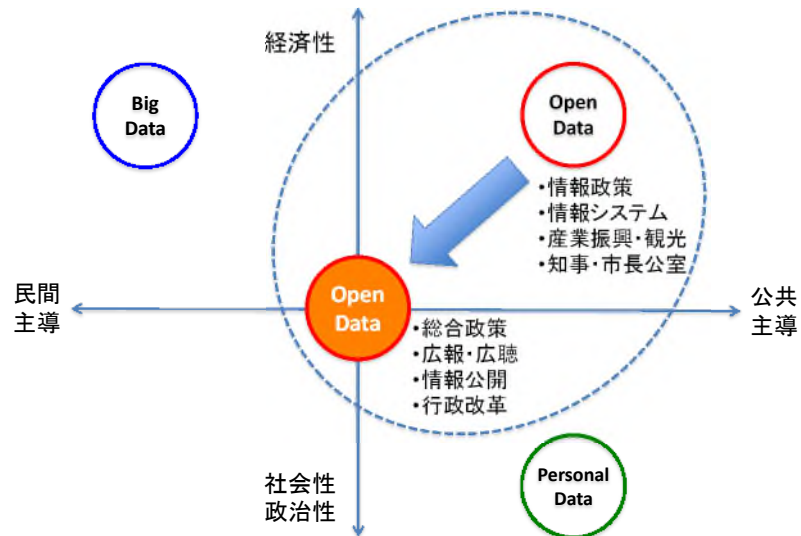 経済性
Big
Data
Open
Data
・情報政策
・情報システム
・産業振興・観光
・知事・市長公室
民間
主導
Open
Data
公共
主導
・総合政策
・広報・広聴
・情報公開
・行政改革
社会性
政治性
Personal
Data